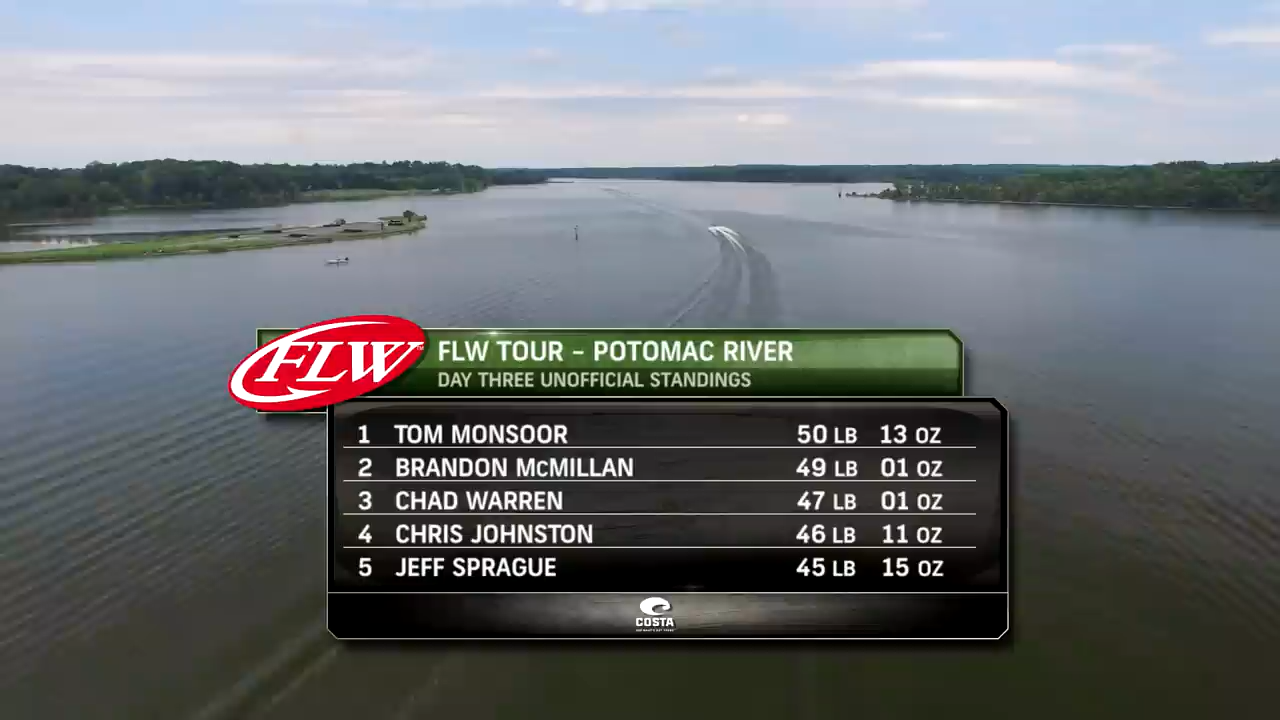 FLW
FLW TOUR – POTOMAC RIVER
DAY THREE UNOFFICIAL STANDINGS
1 TOM MONSOOR 50 LB 13 OZ
2 BRANDON McMILLAN 49 LB 01 OZ
3 CHAD WARREN 47 LB 01 OZ
4 CHRIS JOHNSTON 46 LB 11 OZ
5 JEFF SPRAGUE 45 LB 15 OZ
COSTA